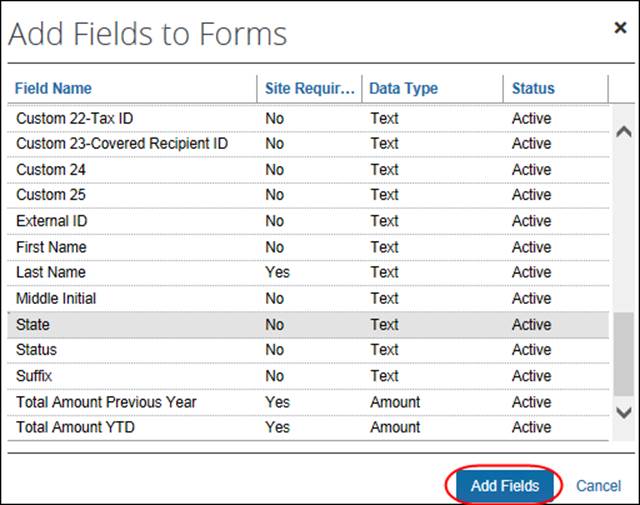 Add Fields to Forms
Field Name Site Requir... Data Type Status
Custom 22-Tax ID No Text Active
Custom 23-Covered Recipient ID No Text Active
Custom 24 No Text Active
Custom 25 No Text Active
External ID No Text Active
First Name No Text Active
Last Name Yes Text Active
Middle Initial No Text Active
State No Text Active
Status No Text Active
Suffix No Text Active
Total Amount Previous Year Yes Amount Active
Total Amount YTD Yes Amount Active
Add Fields Cancel